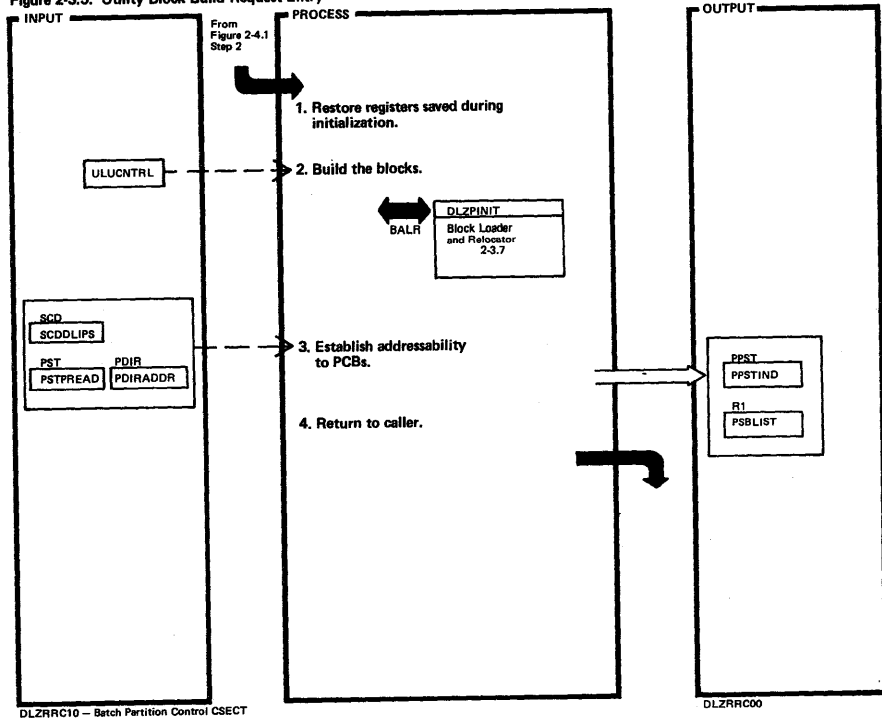 Figure 2-3.5. Utility Block Build Request Entry
INPUT
From
Figure 2-4.1
Step 2
PROCESS
OUTPUT
1. Restore registers saved during
initialization.
ULUCNTRL
2. Build the blocks.
BALR
DLZPINIT
Block Loader
and Relocator
2-3.7
SCD
SCDDLIPS
PST
PSTPREAD
PDIR
PDIRADDR
3. Establish addressability
to PCBs.
PPST
PPSTIND
R1
PSBLIST
4. Return to caller.
DLZRRC10 — Batch Partition Control CSECT
DLZRRC00